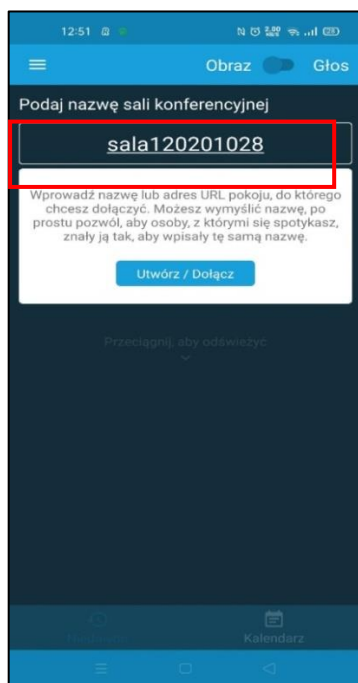 12:51
Obraz Głos
Podaj nazwę sali konferencyjnej
sala120201028
Wprowadź nazwę lub adres URL pokoju, do którego
chcesz dołączyć. Możesz wymyślić nazwę, po
prostu pozwól, aby osoby, z którymi się spotykasz,
znały ją tak, aby wpisały tę samą nazwę.
Utwórz / Dołącz
Przeciągnij, aby odświeżyć
Kalendarz